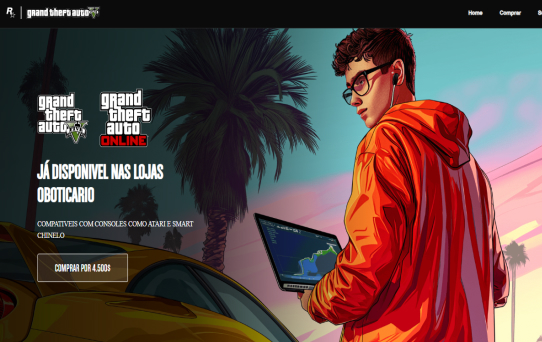 R
grand theft auto V
Home
Comprar
grand
theft
auto V
grand
theft
auto
ONLINE
JÁ DISPONIVEL NAS LOJAS
OBOTICARIO
COMPATIVEIS COM CONSOLES COMO ATARI E SMART
CHINELO
COMPRAR POR 4.500$